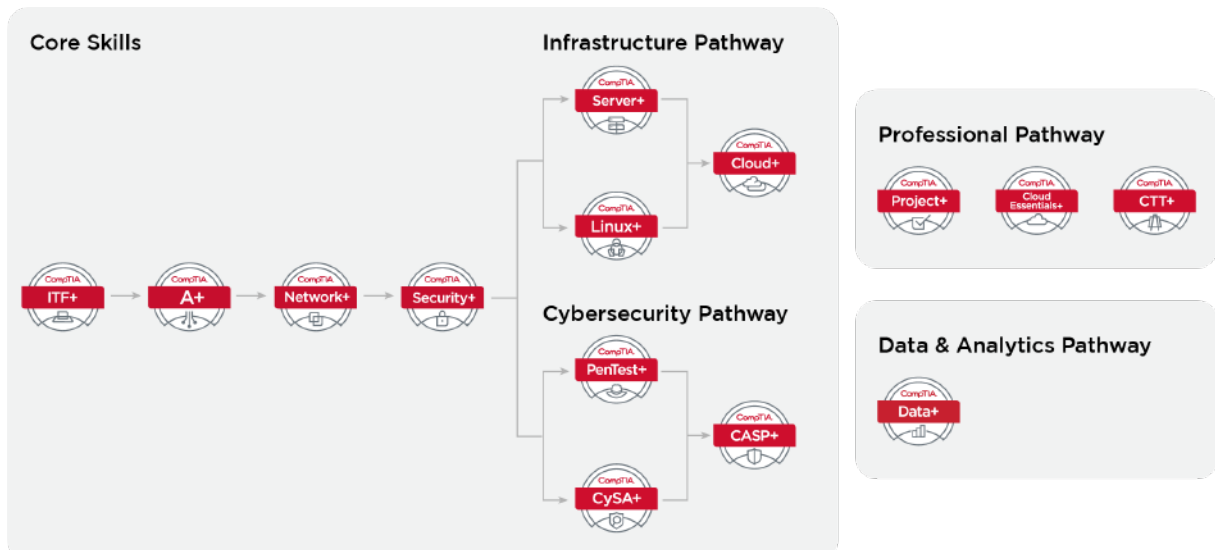 Core Skills
CompTIA.
ITF+
CompTIA.
A+
CompTIA.
Network+
CompTIA.
Security+
Infrastructure Pathway
CompTIA.
Server+
CompTIA.
Linux+
CompTIA.
Cloud+
Cybersecurity Pathway
CompTIA.
PenTest+
CompTIA.
CySA+
CompTIA.
CASP+
Professional Pathway
CompTIA.
Project+
CompTIA.
Cloud
Essentials+
CompTIA.
CTT+
Data & Analytics Pathway
CompTIA.
Data+